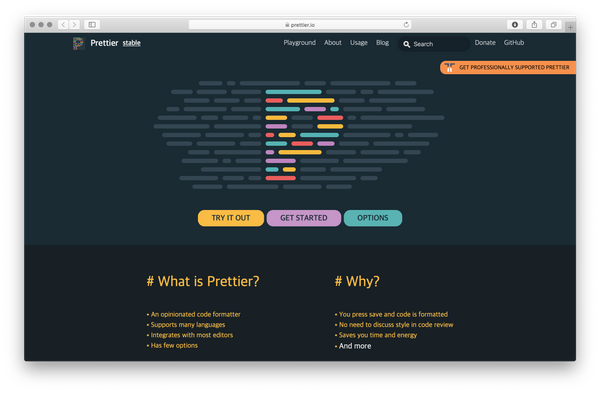 prettier.io
Prettier stable
Playground About Usage Blog Search Donate GitHub
GET PROFESSIONALLY SUPPORTED PRETTIER
TRY IT OUT GET STARTED OPTIONS
# What is Prettier?
• An opinionated code formatter
• Supports many languages
• Integrates with most editors
• Has few options
# Why?
• You press save and code is formatted
• No need to discuss style in code review
• Saves you time and energy
• And more